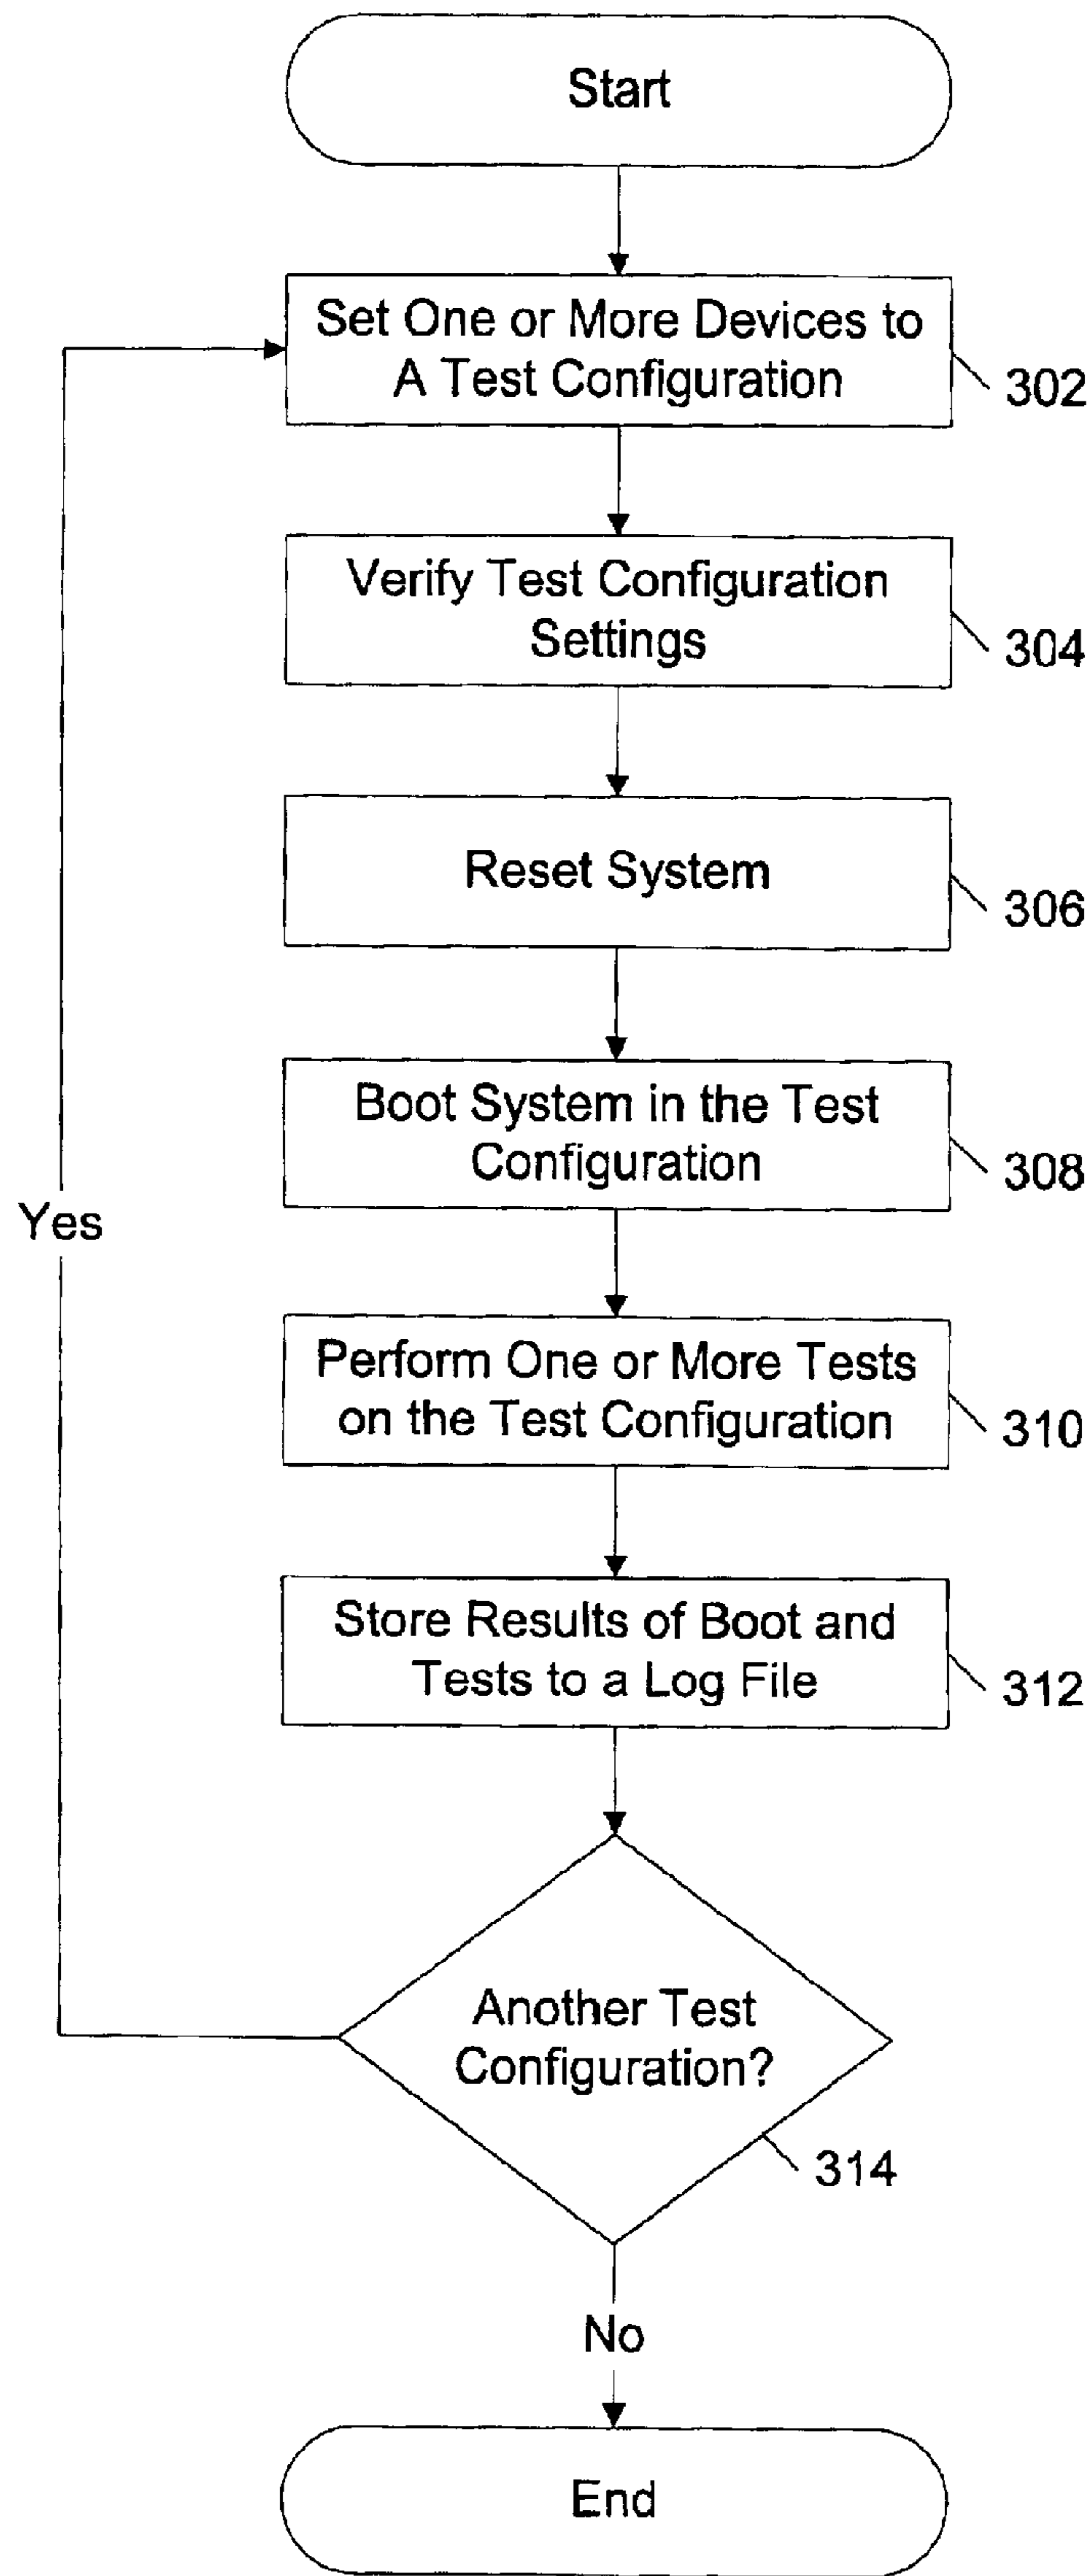 Start
Set One or More Devices to
A Test Configuration
302
Verify Test Configuration
Settings
304
Reset System
306
Boot System in the Test
Configuration
308
Yes
Perform One or More Tests
on the Test Configuration
310
Store Results of Boot and
Tests to a Log File
312
Another Test
Configuration?
314
No
End